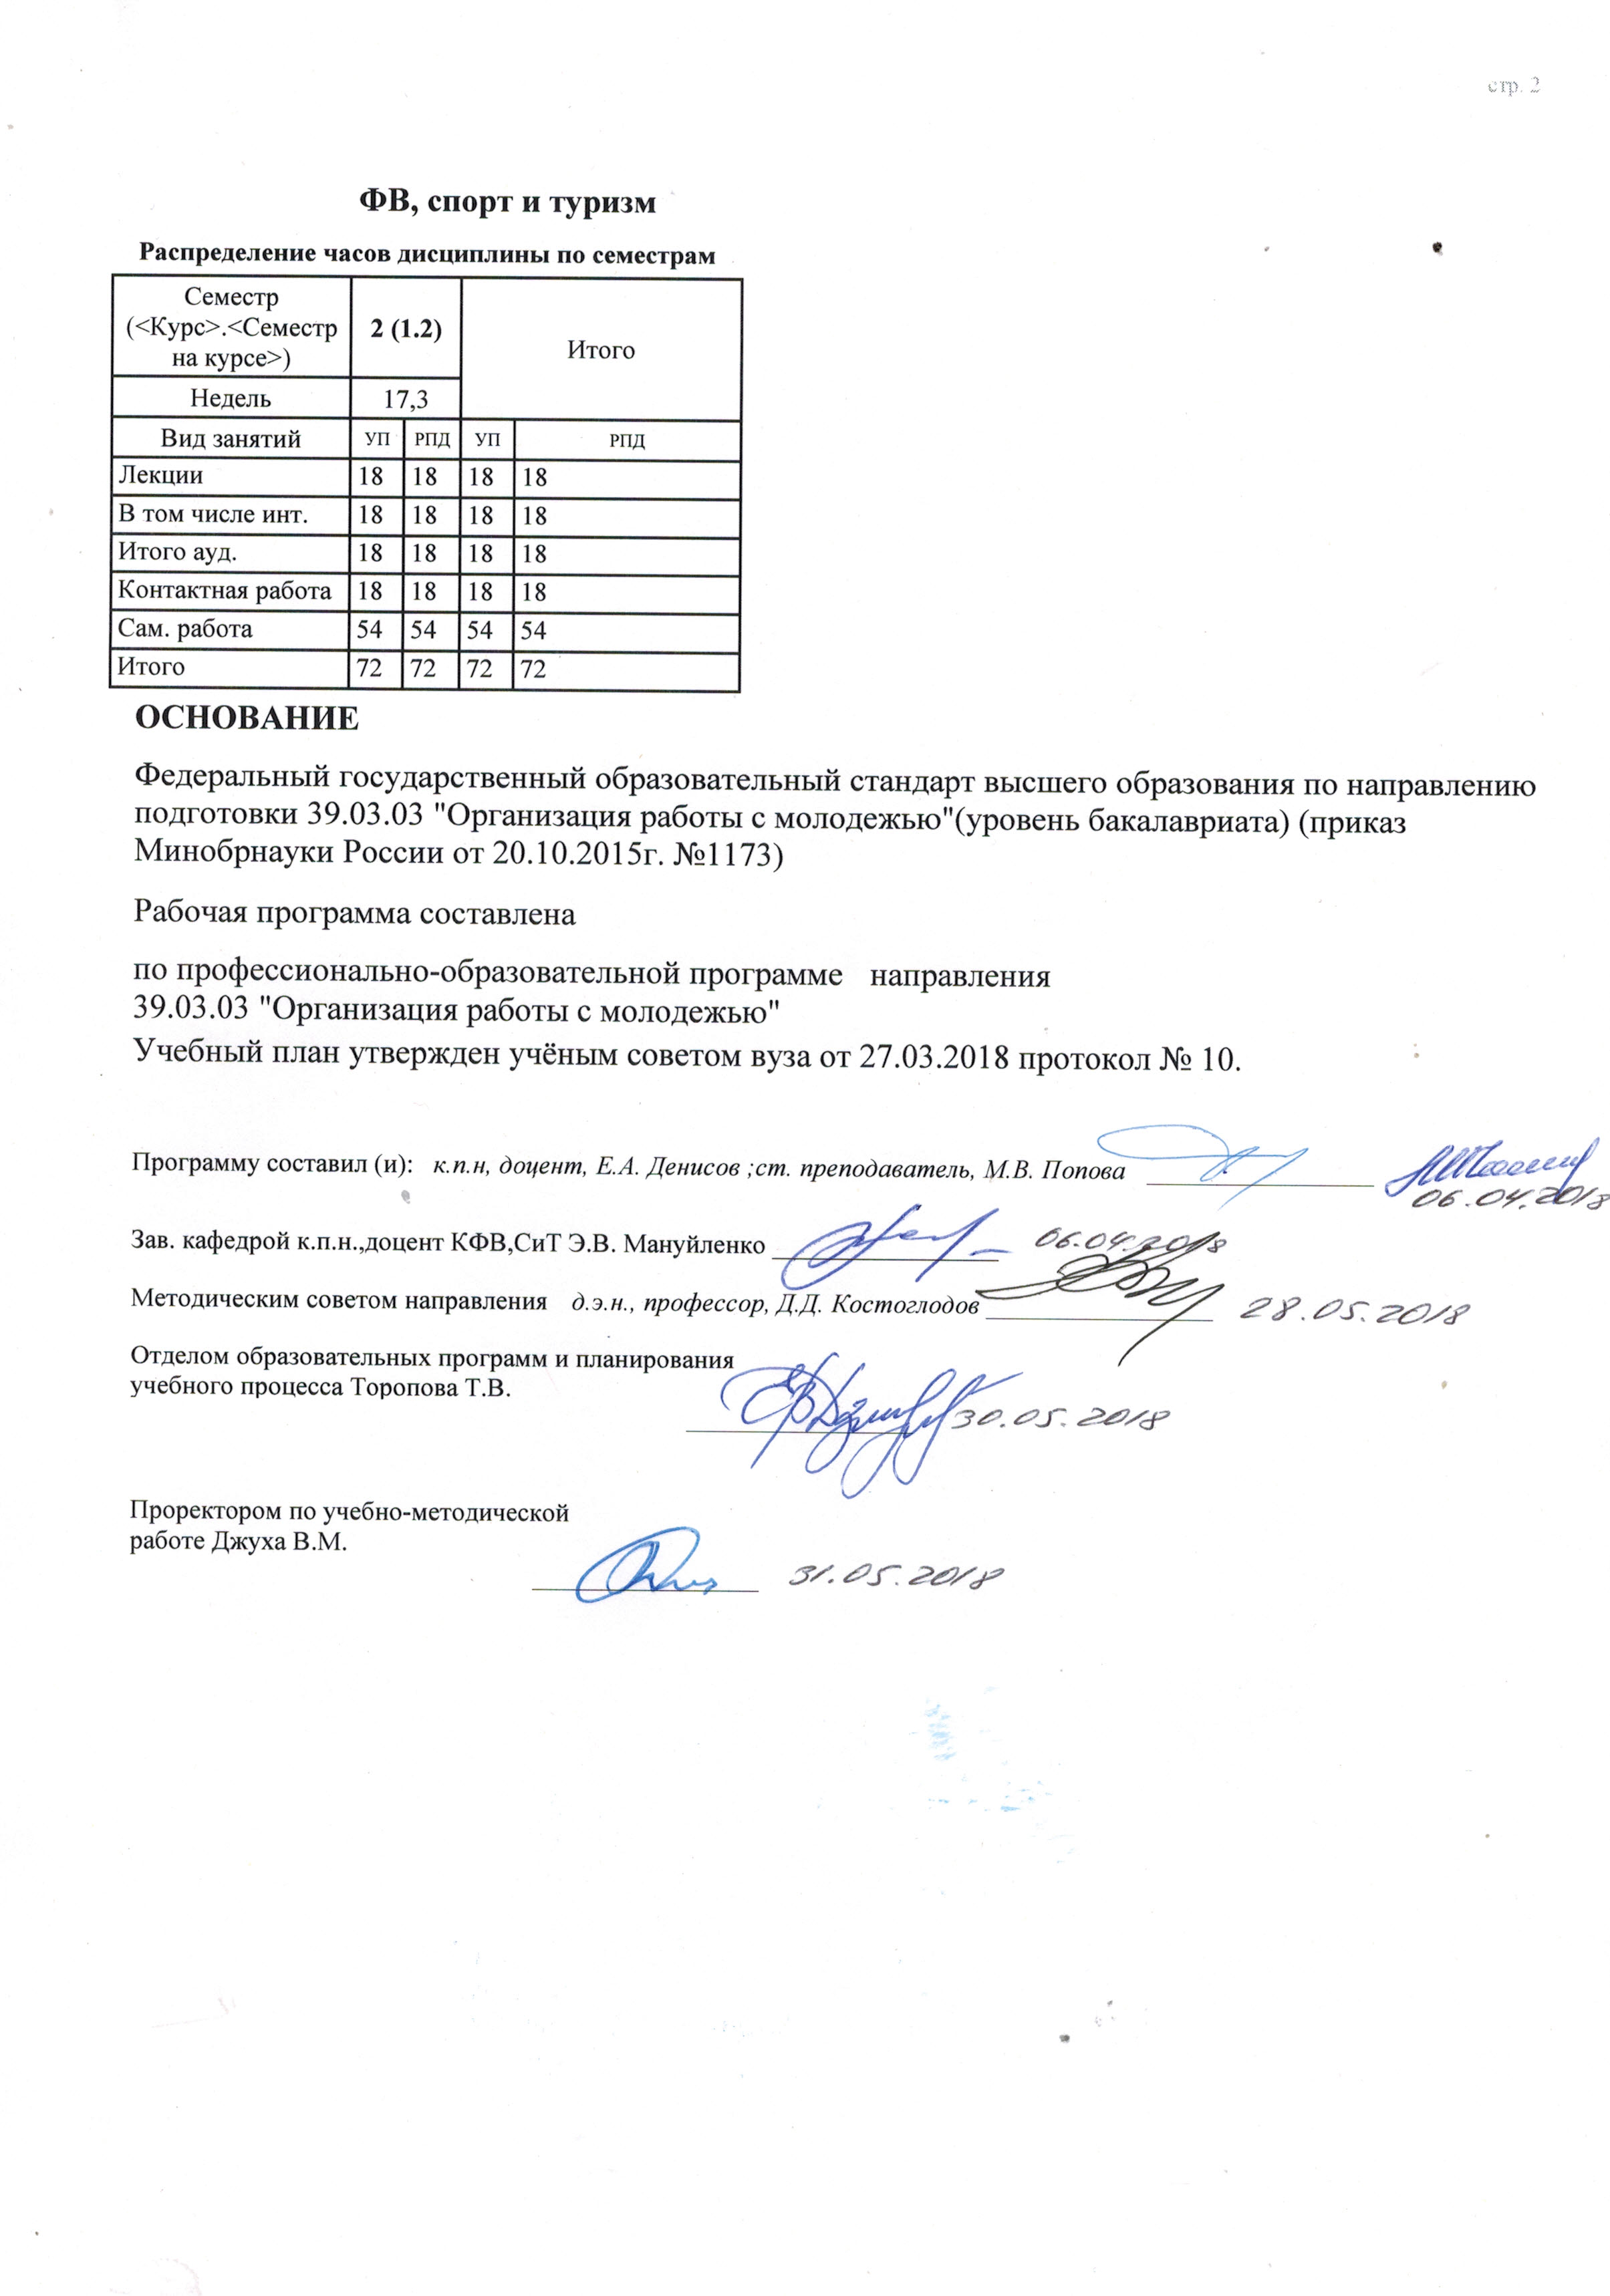 стр. 2
ФВ, спорт и туризм
Распределение часов дисциплины по семестрам
Семестр (<Курс>.<Семестр на курсе>) 2 (1.2) Итого
Недель 17,3
Вид занятий УП РПД УП РПД
Лекции 18 18 18 18
В том числе инт. 18 18 18 18
Итого ауд. 18 18 18 18
Контактная работа 18 18 18 18
Сам. работа 54 54 54 54
Итого 72 72 72 72
ОСНОВАНИЕ
Федеральный государственный образовательный стандарт высшего образования по направлению
подготовки 39.03.03 "Организация работы с молодежью"(уровень бакалавриата) (приказ
Минобрнауки России от 20.10.2015г. №1173)
Рабочая программа составлена
по профессионально-образовательной программе направления
39.03.03 "Организация работы с молодежью"
Учебный план утвержден учёным советом вуза от 27.03.2018 протокол № 10.
Программу составил (и): к.п.н, доцент, Е.А. Денисов ;ст. преподаватель, М.В. Попова
06.04.2018
Зав. кафедрой к.п.н.,доцент КФВ,СиТ Э.В. Мануйленко 06.04.2018
Методическим советом направления д.э.н., профессор, Д.Д. Костоглодов 28.05.2018
Отделом образовательных программ и планирования
учебного процесса Торопова Т.В.
30.05.2018
Проректором по учебно-методической
работе Джуха В.М.
31.05.2018